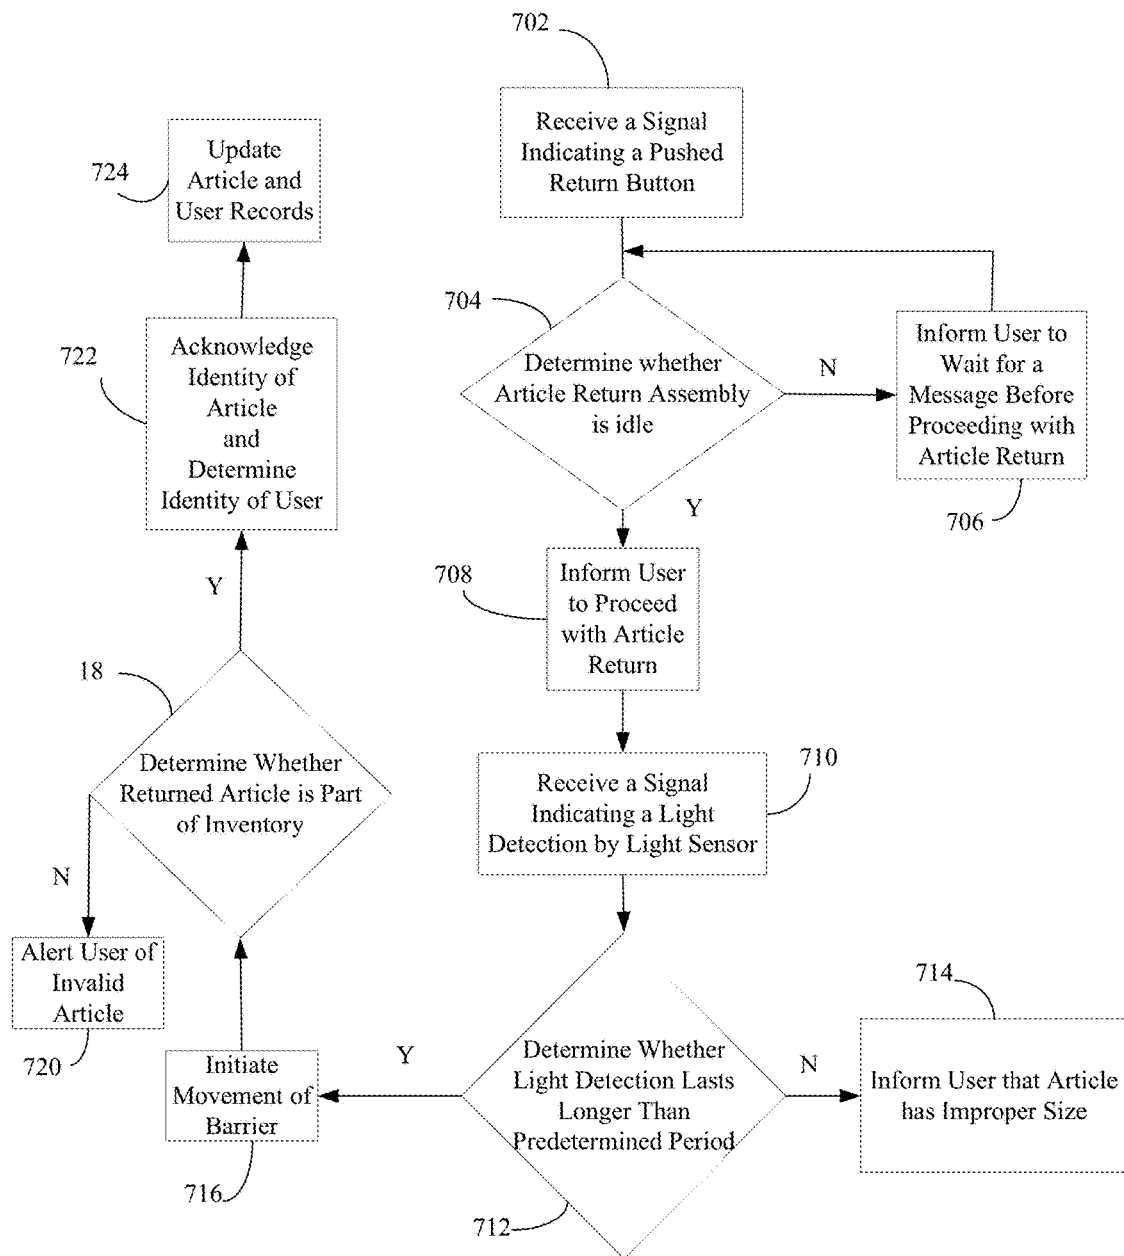 702
Receive a Signal
Indicating a Pushed
Return Button
704
Determine whether
Article Return Assembly
is idle
N
Inform User to
Wait for a
Message Before
Proceeding with
Article Return
706
Y
708
Inform User
to Proceed
with Article
Return
710
Receive a Signal
Indicating a Light
Detection by Light Sensor
712
Determine Whether
Light Detection Lasts
Longer Than
Predetermined Period
N
714
Inform User that Article
has Improper Size
Y
Initiate
Movement of
Barrier
716
18
Determine Whether
Returned Article is Part
of Inventory
N
Alert User of
Invalid
Article
720
Y
722
Acknowledge
Identity of
Article
and
Determine
Identity of User
724
Update
Article and
User Records